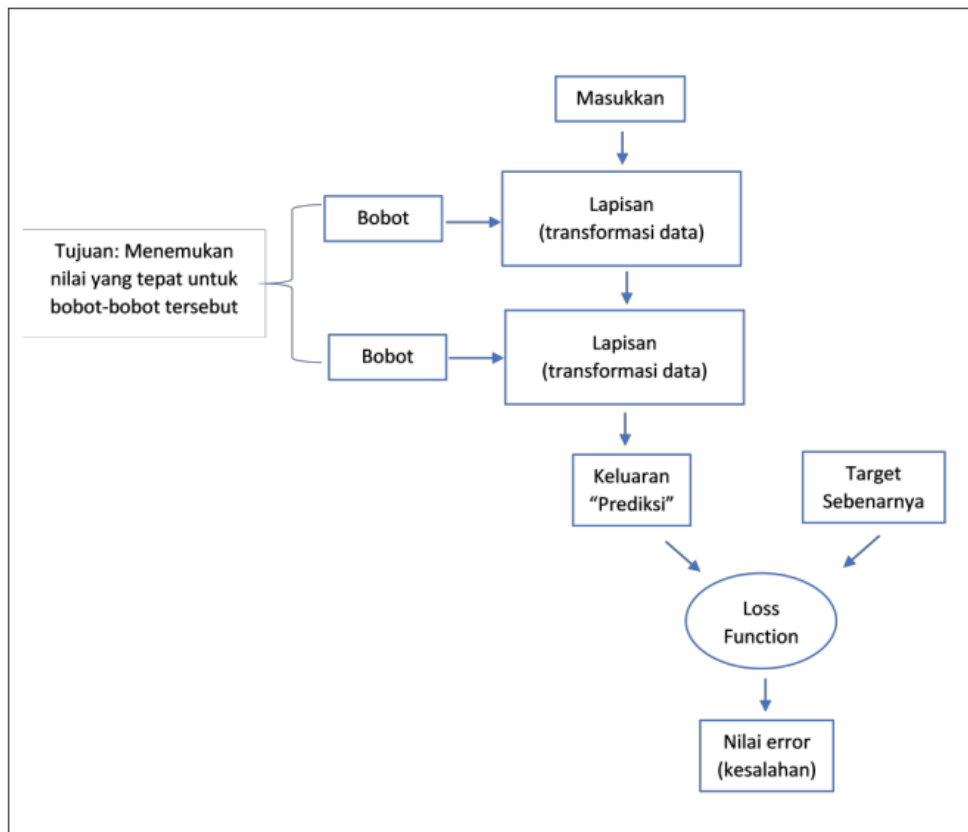 Masukkan
Bobot
Lapisan
(transformasi data)
Tujuan: Menemukan
nilai yang tepat untuk
bobot-bobot tersebut
Bobot
Lapisan
(transformasi data)
Keluaran
“Prediksi”
Target
Sebenarnya
Loss
Function
Nilai error
(kesalahan)